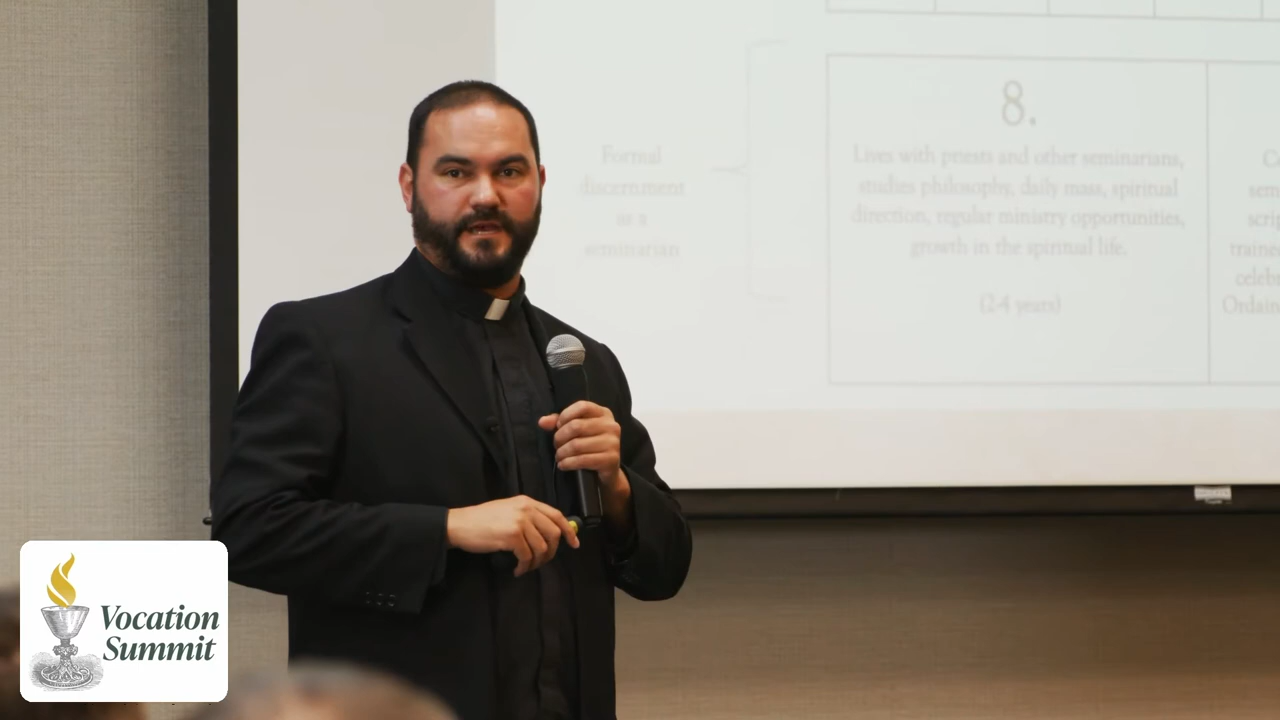 8.
Formal
discernment
as a
seminarian
Lives with priests and other seminarians,
studies philosophy, daily mass, spiritual
direction, regular ministry opportunities,
growth in the spiritual life.
(2-4 years)
Vocation
Summit